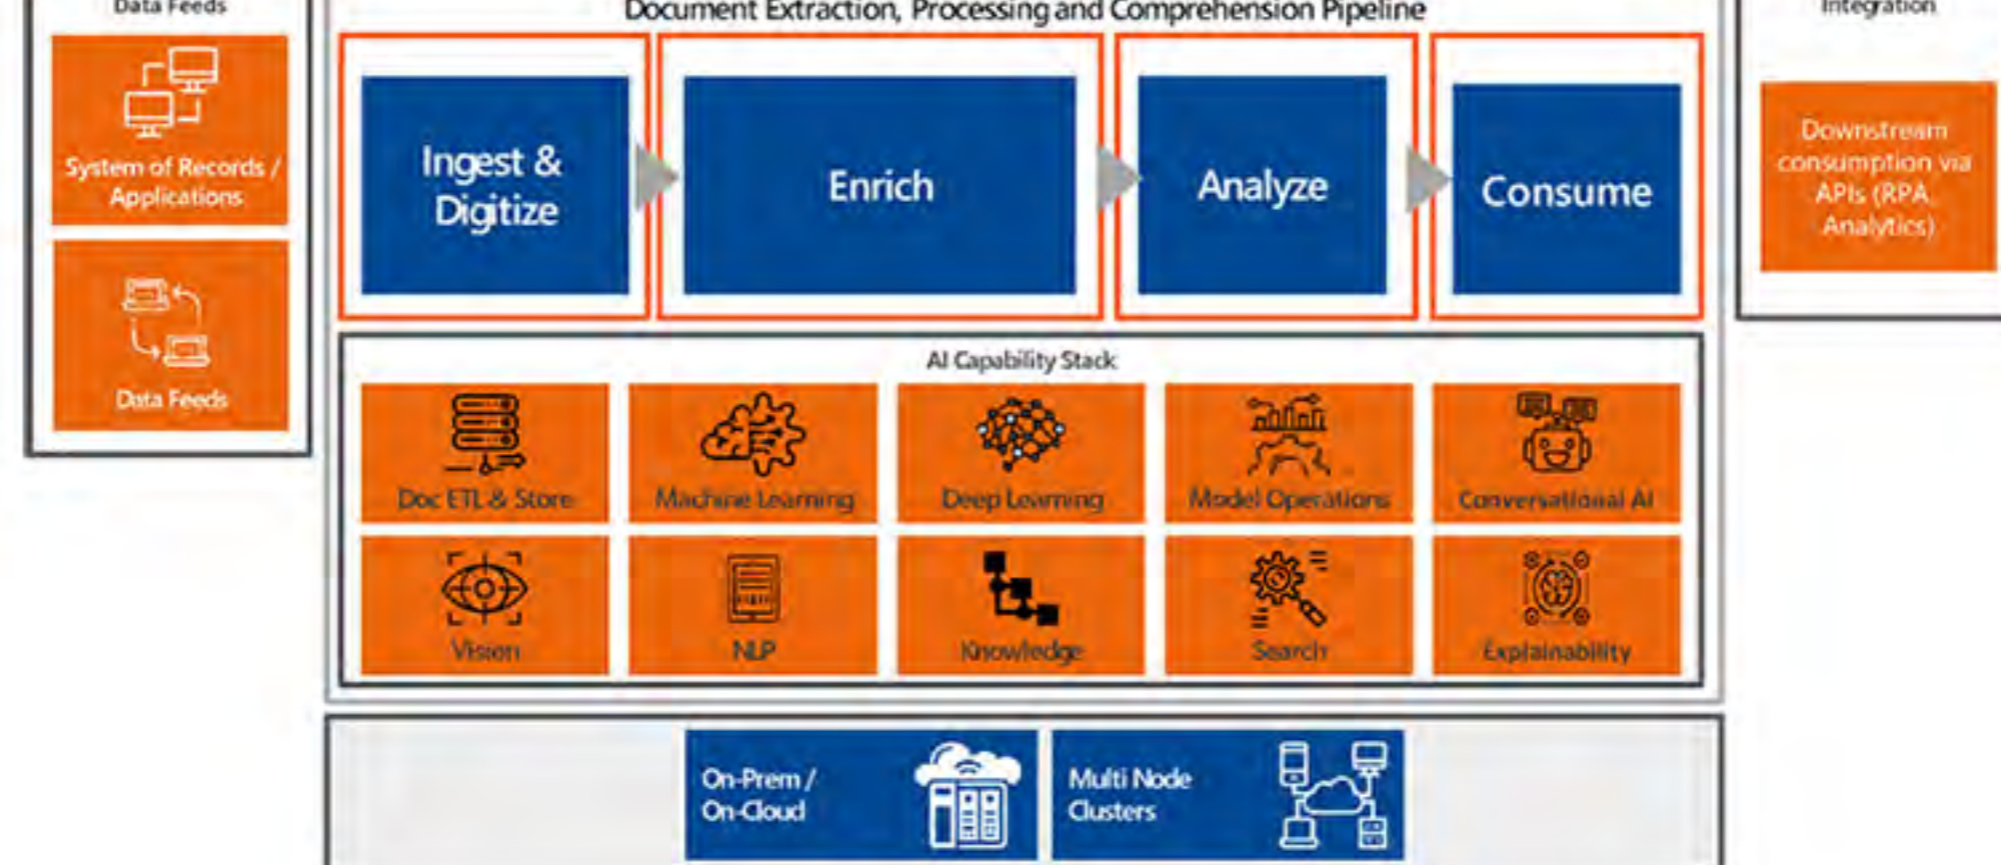 Data Feeds
System of Records /
Applications
Data Feeds
Document Extraction, Processing and Comprehension Pipeline
Ingest &
Digitize
Enrich
Analyze
Consume
Integration
Downstream
consumption via
APIs (RPA,
Analytics)
AI Capability Stack
Doc ETL & Store
Machine Learning
Deep Learning
Model Operations
Conversational AI
Vision
NLP
Knowledge
Search
Explainability
On-Prem /
On-Cloud
Multi Node
Clusters